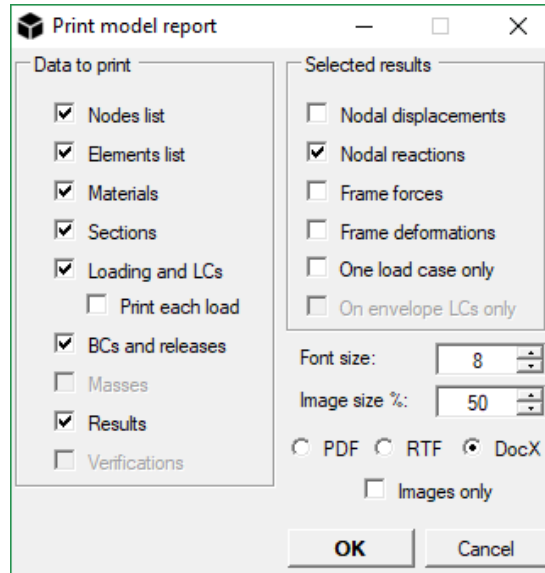 Print model report
Data to print
Nodes list
Elements list
Materials
Sections
Loading and LCs
Print each load
BCs and releases
Masses
Results
Verifications
Selected results
Nodal displacements
Nodal reactions
Frame forces
Frame deformations
One load case only
On envelope LCs only
Font size: 8
Image size %: 50
PDF RTF DocX
Images only
OK Cancel